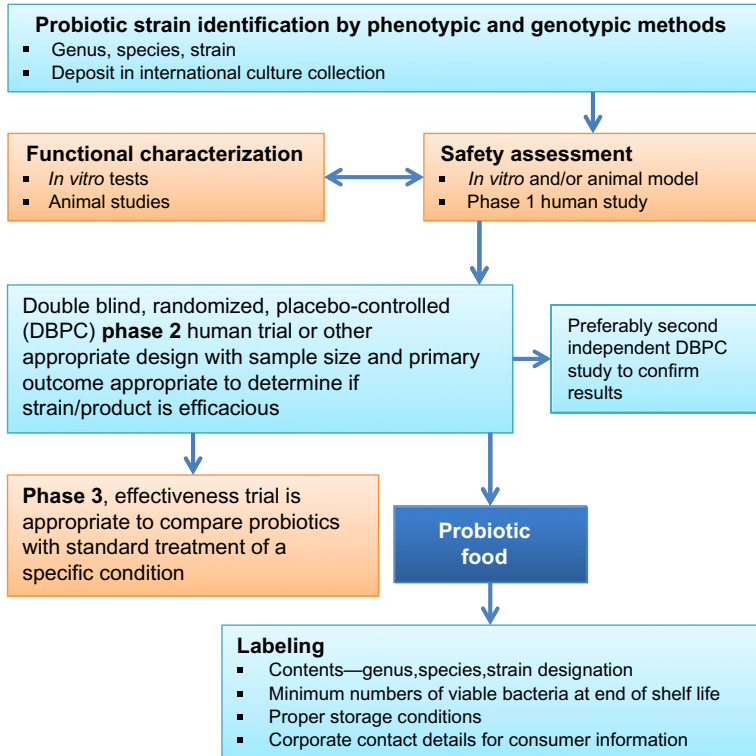 Probiotic strain identification by phenotypic and genotypic methods
▪ Genus, species, strain
▪ Deposit in international culture collection
Functional characterization
▪ In vitro tests
▪ Animal studies
Safety assessment
▪ In vitro and/or animal model
▪ Phase 1 human study
Double blind, randomized, placebo-controlled
(DBPC) phase 2 human trial or other
appropriate design with sample size and primary
outcome appropriate to determine if
strain/product is efficacious
Preferably second
independent DBPC
study to confirm
results
Phase 3, effectiveness trial is
appropriate to compare probiotics
with standard treatment of a
specific condition
Probiotic
food
Labeling
▪ Contents—genus,species,strain designation
▪ Minimum numbers of viable bacteria at end of shelf life
▪ Proper storage conditions
▪ Corporate contact details for consumer information